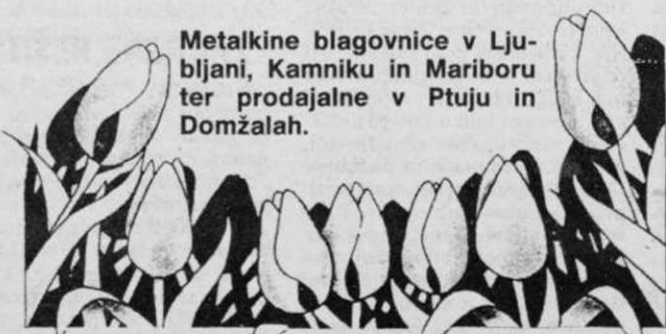 Metalkine blagovnice v Lju-
bljani, Kamniku in Mariboru
ter prodajalne v Ptuju in
Domžalah.